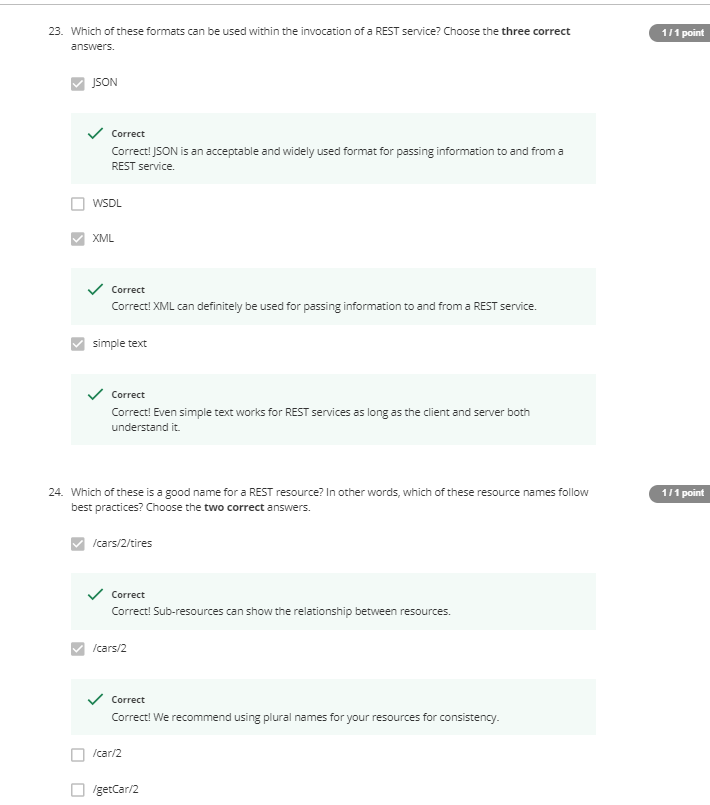 23. Which of these formats can be used within the invocation of a REST service? Choose the three correct
answers.
1 / 1 point
JSON
Correct
Correct! JSON is an acceptable and widely used format for passing information to and from a
REST service.
WSDL
XML
Correct
Correct! XML can definitely be used for passing information to and from a REST service.
simple text
Correct
Correct! Even simple text works for REST services as long as the client and server both
understand it.
24. Which of these is a good name for a REST resource? In other words, which of these resource names follow
best practices? Choose the two correct answers.
1 / 1 point
/cars/2/tires
Correct
Correct! Sub-resources can show the relationship between resources.
/cars/2
Correct
Correct! We recommend using plural names for your resources for consistency.
/car/2
/getCar/2